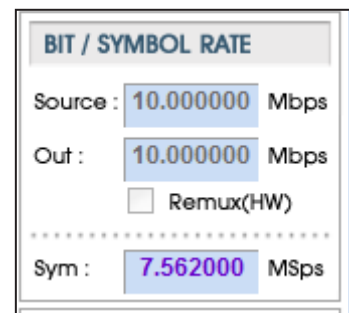 BIT / SYMBOL RATE
Source : 10.000000 Mbps
Out : 10.000000 Mbps
Remux(HW)
Sym : 7.562000 MSps